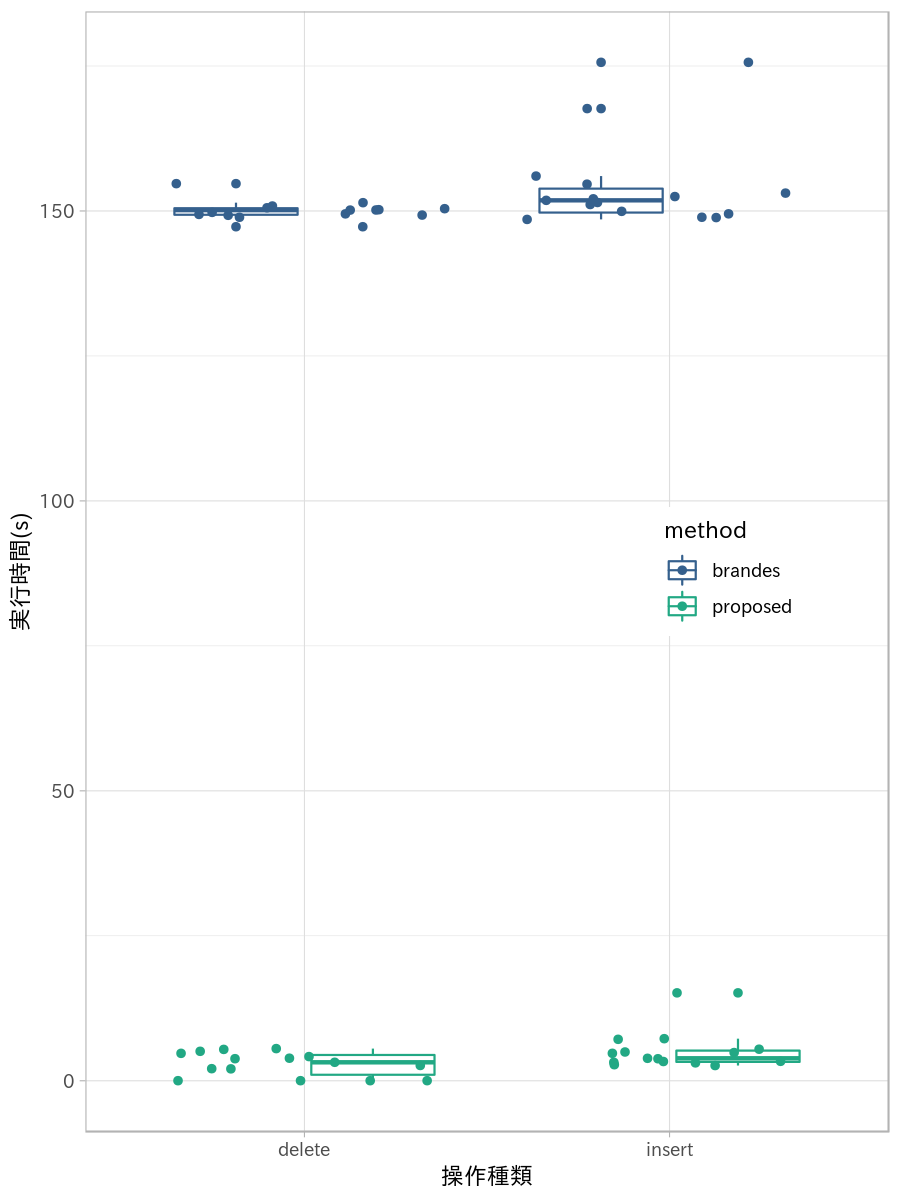 150
100
50
0
実行時間(s)
method
brandes
proposed
delete
insert
操作種類